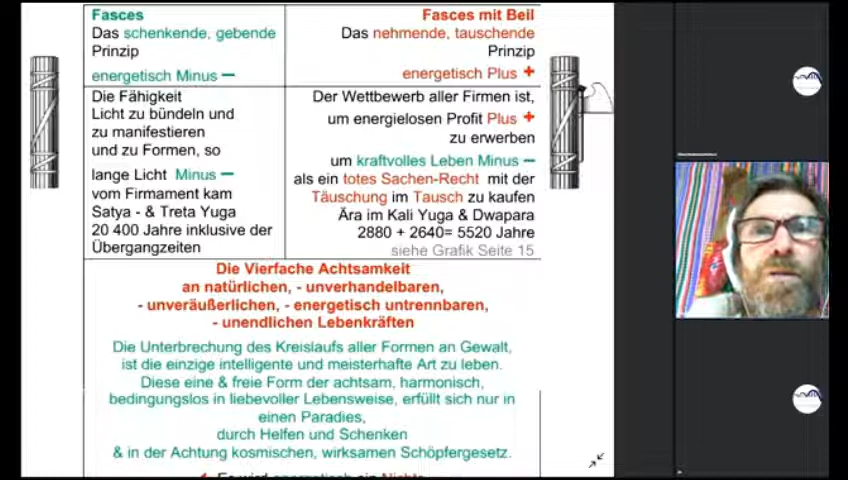 Fasces
Das schenkende, gebende
Prinzip
energetisch Minus −
Fasces mit Beil
Das nehmende, tauschende
Prinzip
energetisch Plus +
Die Fähigkeit
Licht zu bündeln und
zu manifestieren
und zu Formen, so
lange Licht Minus −
vom Firmament kam
Satya - & Treta Yuga
20 400 Jahre inklusive der
Übergangzeiten
Der Wettbewerb aller Firmen ist,
um energielosen Profit Plus +
zu erwerben
um kraftvolles Leben Minus −
als ein totes Sachen-Recht mit der
Täuschung im Tausch zu kaufen
Ära im Kali Yuga & Dwapara
2880 + 2640= 5520 Jahre
siehe Grafik Seite 15
Die Vierfache Achtsamkeit
an natürlichen, - unverhandelbaren,
- unveräußerlichen, - energetisch untrennbaren,
- unendlichen Lebenkräften
Die Unterbrechung des Kreislaufs aller Formen an Gewalt,
ist die einzige intelligente und meisterhafte Art zu leben.
Diese eine & freie Form der achtsam, harmonisch,
bedingungslos in liebevoller Lebensweise, erfüllt sich nur in
einen Paradies,
durch Helfen und Schenken
& in der Achtung kosmischen, wirksamen Schöpfergesetz.